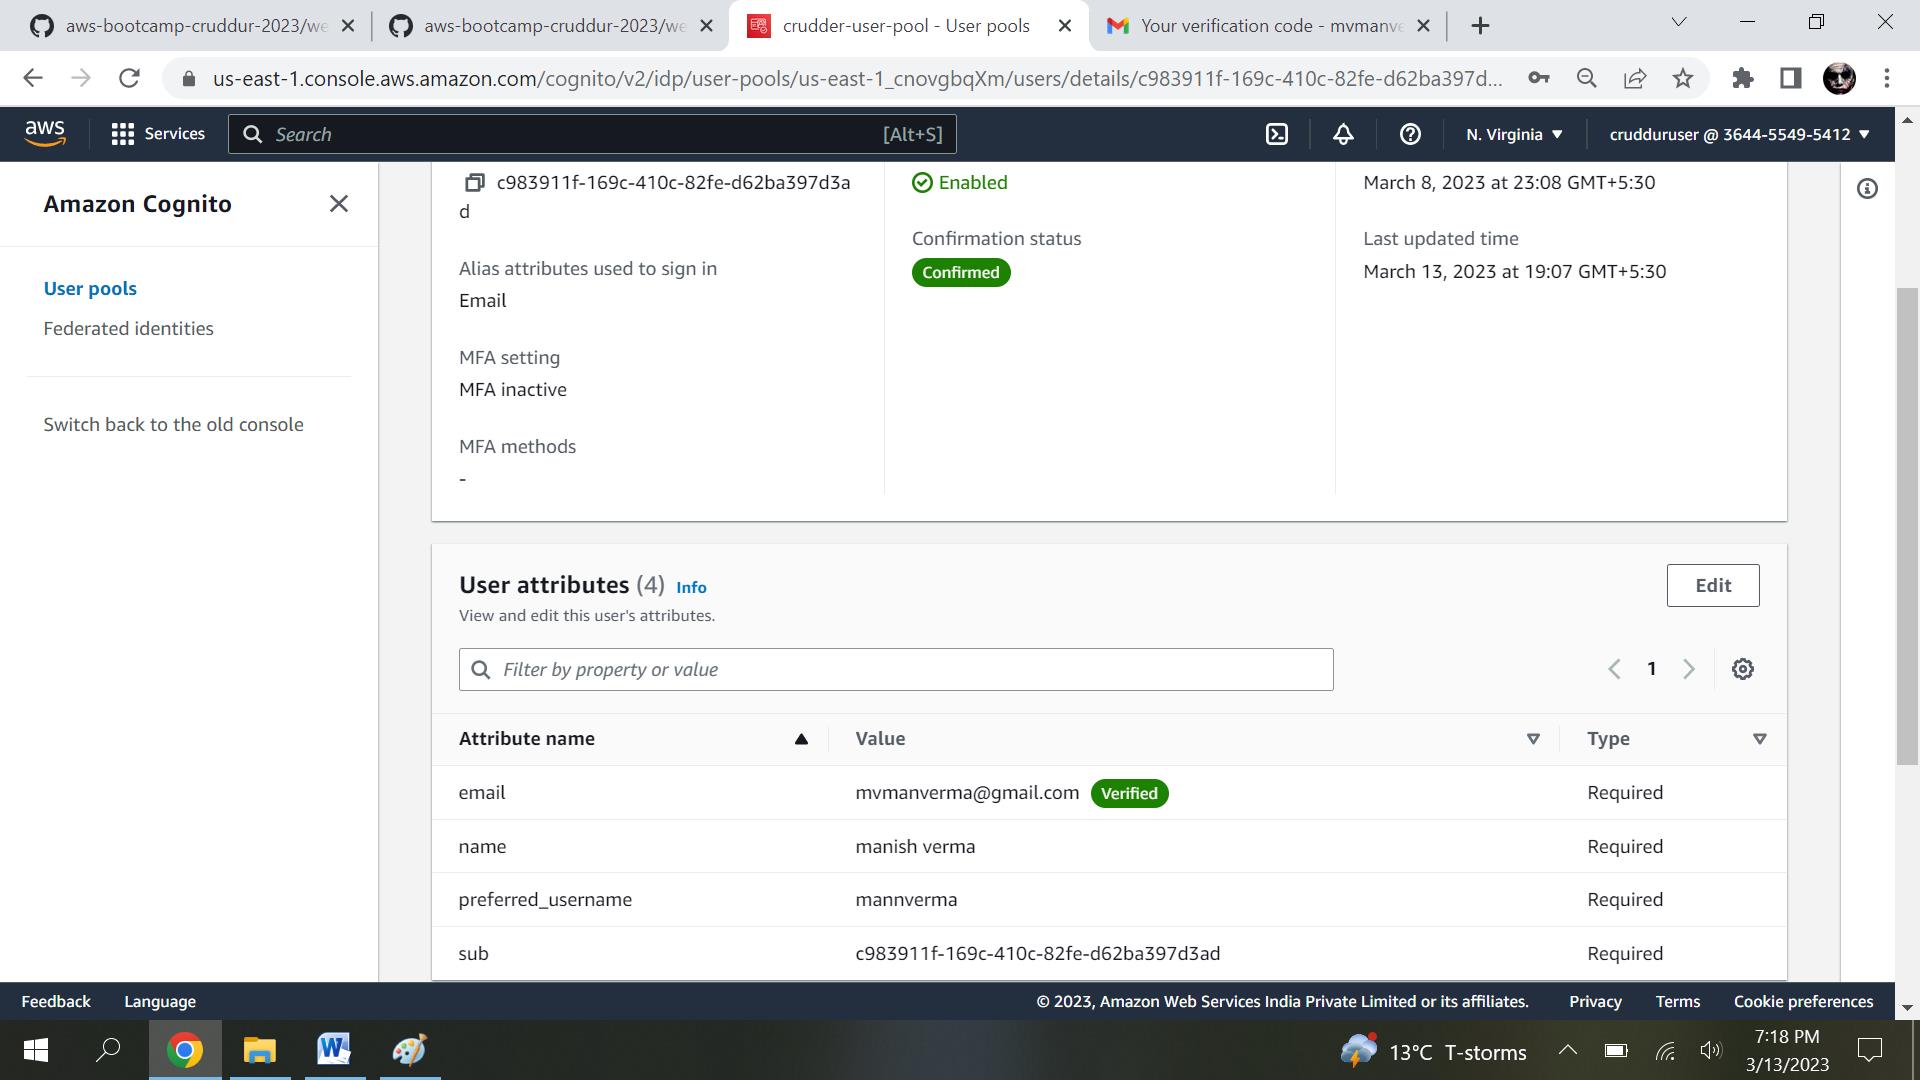 aws-bootcamp-cruddur-2023/we
aws-bootcamp-cruddur-2023/we
crudder-user-pool - User pools
Your verification code - mvmanve
us-east-1.console.aws.amazon.com/cognito/v2/idp/user-pools/us-east-1_cnovgbqXm/users/details/c983911f-169c-410c-82fe-d62ba397d...
aws
Services
Search
[Alt+S]
N. Virginia
crudduruser @ 3644-5549-5412
Amazon Cognito
User pools
Federated identities
Switch back to the old console
c983911f-169c-410c-82fe-d62ba397d3a
d
Alias attributes used to sign in
Email
MFA setting
MFA inactive
MFA methods
-
Enabled
Confirmation status
Confirmed
March 8, 2023 at 23:08 GMT+5:30
Last updated time
March 13, 2023 at 19:07 GMT+5:30
User attributes (4) Info
View and edit this user's attributes.
Edit
Filter by property or value
1
Attribute name Value Type
email mvmanverma@gmail.com Verified Required
name manish verma Required
preferred_username mannverma Required
sub c983911f-169c-410c-82fe-d62ba397d3ad Required
Feedback Language © 2023, Amazon Web Services India Private Limited or its affiliates. Privacy Terms Cookie preferences
13°C T-storms
7:18 PM
3/13/2023